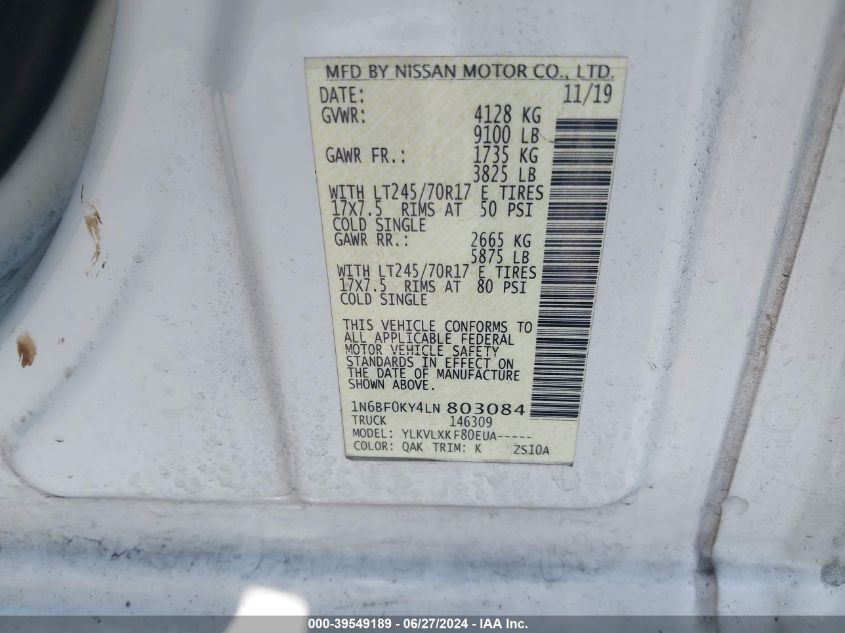 MFD BY NISSAN MOTOR CO., LTD.
DATE: 11/19
GVWR: 4128 KG
9100 LB
GAWR FR.: 1735 KG
3825 LB
WITH LT245/70R17 E TIRES
17X7.5 RIMS AT 50 PSI
COLD SINGLE
GAWR RR.: 2665 KG
5875 LB
WITH LT245/70R17 E TIRES
17X7.5 RIMS AT 80 PSI
COLD SINGLE
THIS VEHICLE CONFORMS TO
ALL APPLICABLE FEDERAL
MOTOR VEHICLE SAFETY
STANDARDS IN EFFECT ON
THE DATE OF MANUFACTURE
SHOWN ABOVE.
1N6BF0KY4LN 803084
TRUCK 146309
MODEL: YLKVLXKF80EUA-----
COLOR: QAK TRIM: K ZS10A
000-39549189 - 06/27/2024 - IAA Inc.